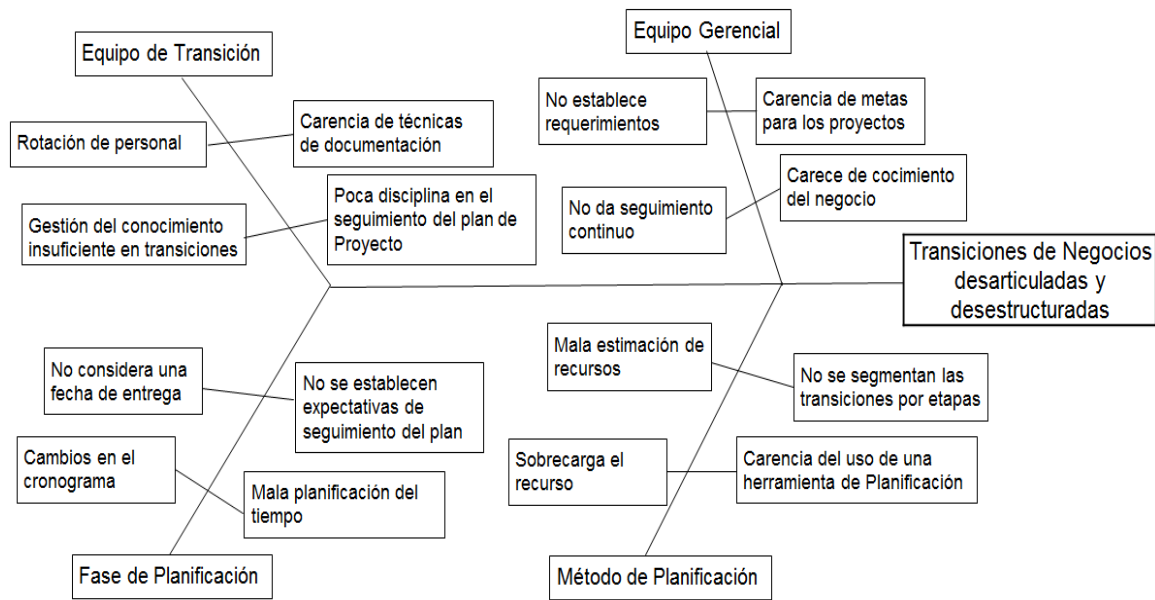 Equipo de Transición
Equipo Gerencial
Rotación de personal
Carencia de técnicas
de documentación
No establece
requerimientos
Carencia de metas
para los proyectos
Gestión del conocimiento
insuficiente en transiciones
Poca disciplina en el
seguimiento del plan de
Proyecto
No da seguimiento
continuo
Carece de cocimiento
del negocio
Transiciones de Negocios
desarticuladas y
desestructuradas
No considera una
fecha de entrega
No se establecen
expectativas de
seguimiento del plan
Mala estimación de
recursos
No se segmentan las
transiciones por etapas
Cambios en el
cronograma
Mala planificación del
tiempo
Sobrecarga el
recurso
Carencia del uso de una
herramienta de Planificación
Fase de Planificación
Método de Planificación